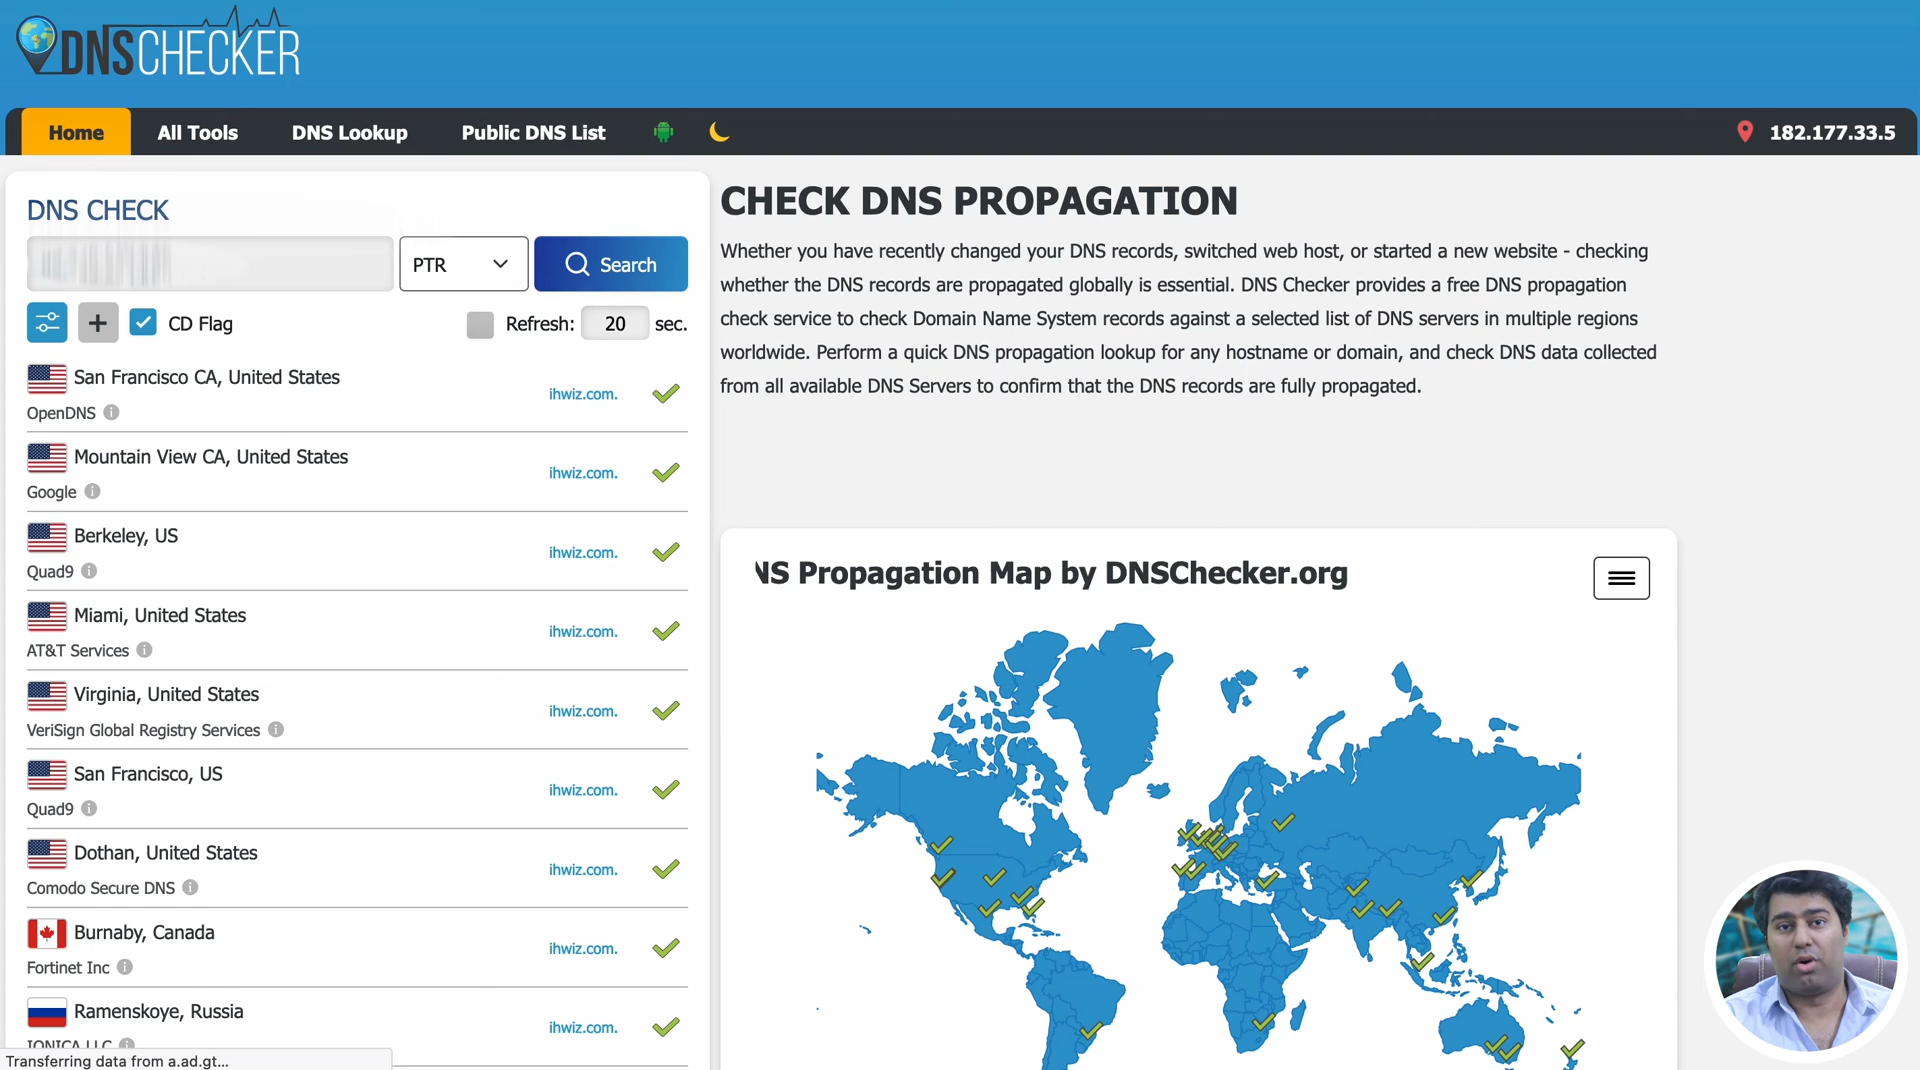 DNSCHECKER
Home
All Tools
DNS Lookup
Public DNS List
182.177.33.5
DNS CHECK
PTR
Search
CD Flag
Refresh: 20 sec.
San Francisco CA, United States
OpenDNS
ihwiz.com.
Mountain View CA, United States
Google
ihwiz.com.
Berkeley, US
Quad9
ihwiz.com.
Miami, United States
AT&T Services
ihwiz.com.
Virginia, United States
VeriSign Global Registry Services
ihwiz.com.
San Francisco, US
Quad9
ihwiz.com.
Dothan, United States
Comodo Secure DNS
ihwiz.com.
Burnaby, Canada
Fortinet Inc
ihwiz.com.
Ramenskoye, Russia
IONICA LLC
ihwiz.com.
Transferring data from a.ad.gt...
CHECK DNS PROPAGATION
Whether you have recently changed your DNS records, switched web host, or started a new website - checking
whether the DNS records are propagated globally is essential. DNS Checker provides a free DNS propagation
check service to check Domain Name System records against a selected list of DNS servers in multiple regions
worldwide. Perform a quick DNS propagation lookup for any hostname or domain, and check DNS data collected
from all available DNS Servers to confirm that the DNS records are fully propagated.
NS Propagation Map by DNSChecker.org